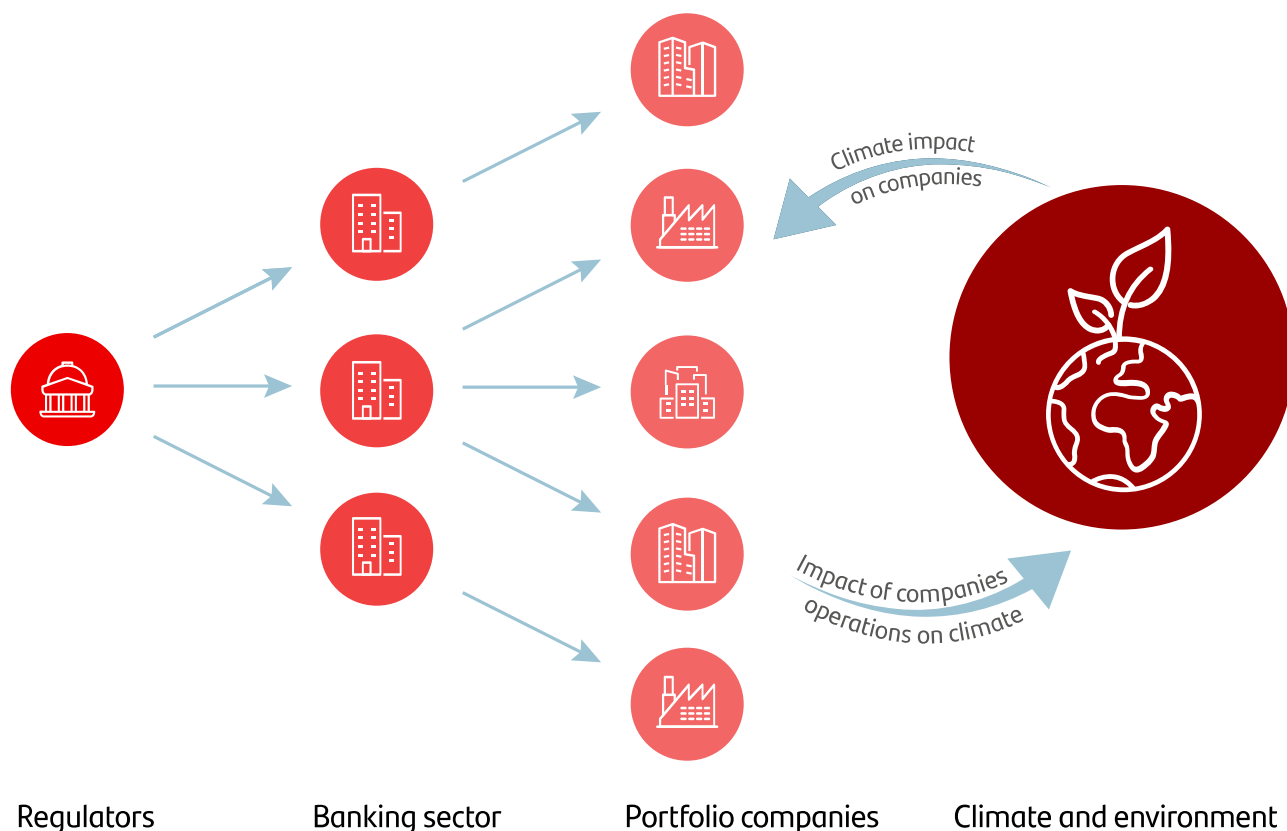 Climate impact
on companies
Impact of companies
operations on climate
Regulators
Banking sector
Portfolio companies
Climate and environment